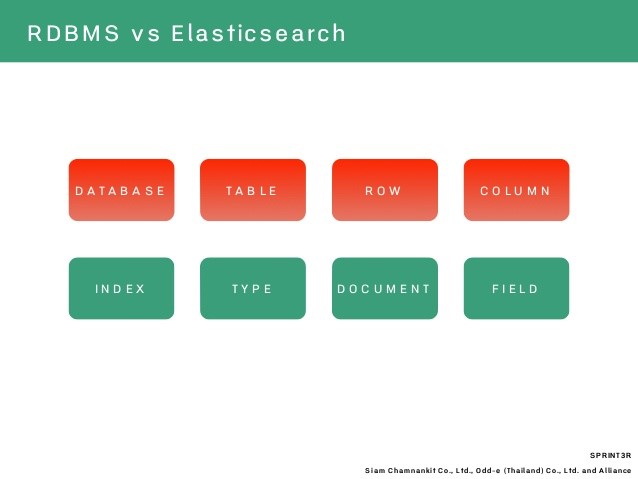 RDBMS vs Elasticsearch
DATABASE TABLE ROW COLUMN
INDEX TYPE DOCUMENT FIELD
SPRINT3R
Siam Chamnankit Co., Ltd., Odd-e (Thailand) Co., Ltd. and Alliance